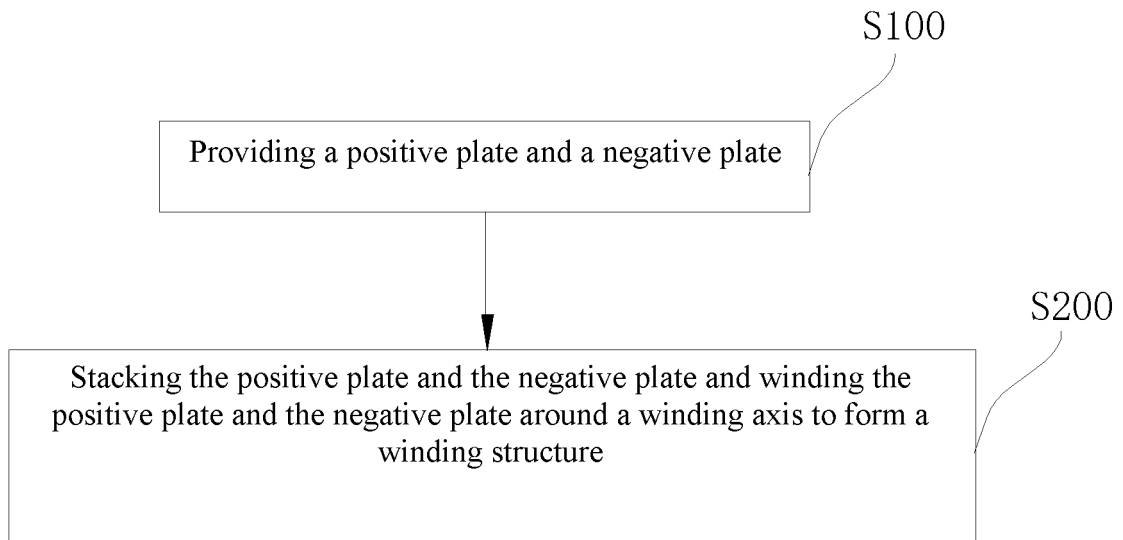 S100
Providing a positive plate and a negative plate
S200
Stacking the positive plate and the negative plate and winding the
positive plate and the negative plate around a winding axis to form a
winding structure